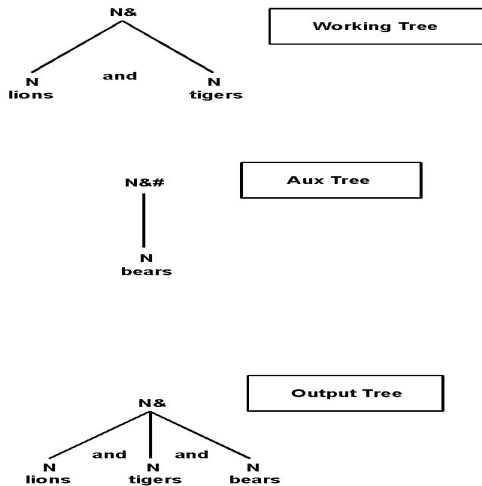 N&
Working Tree
N and N
lions tigers
N&#
Aux Tree
N
bears
Output Tree
N&
and and
N N N
lions tigers bears